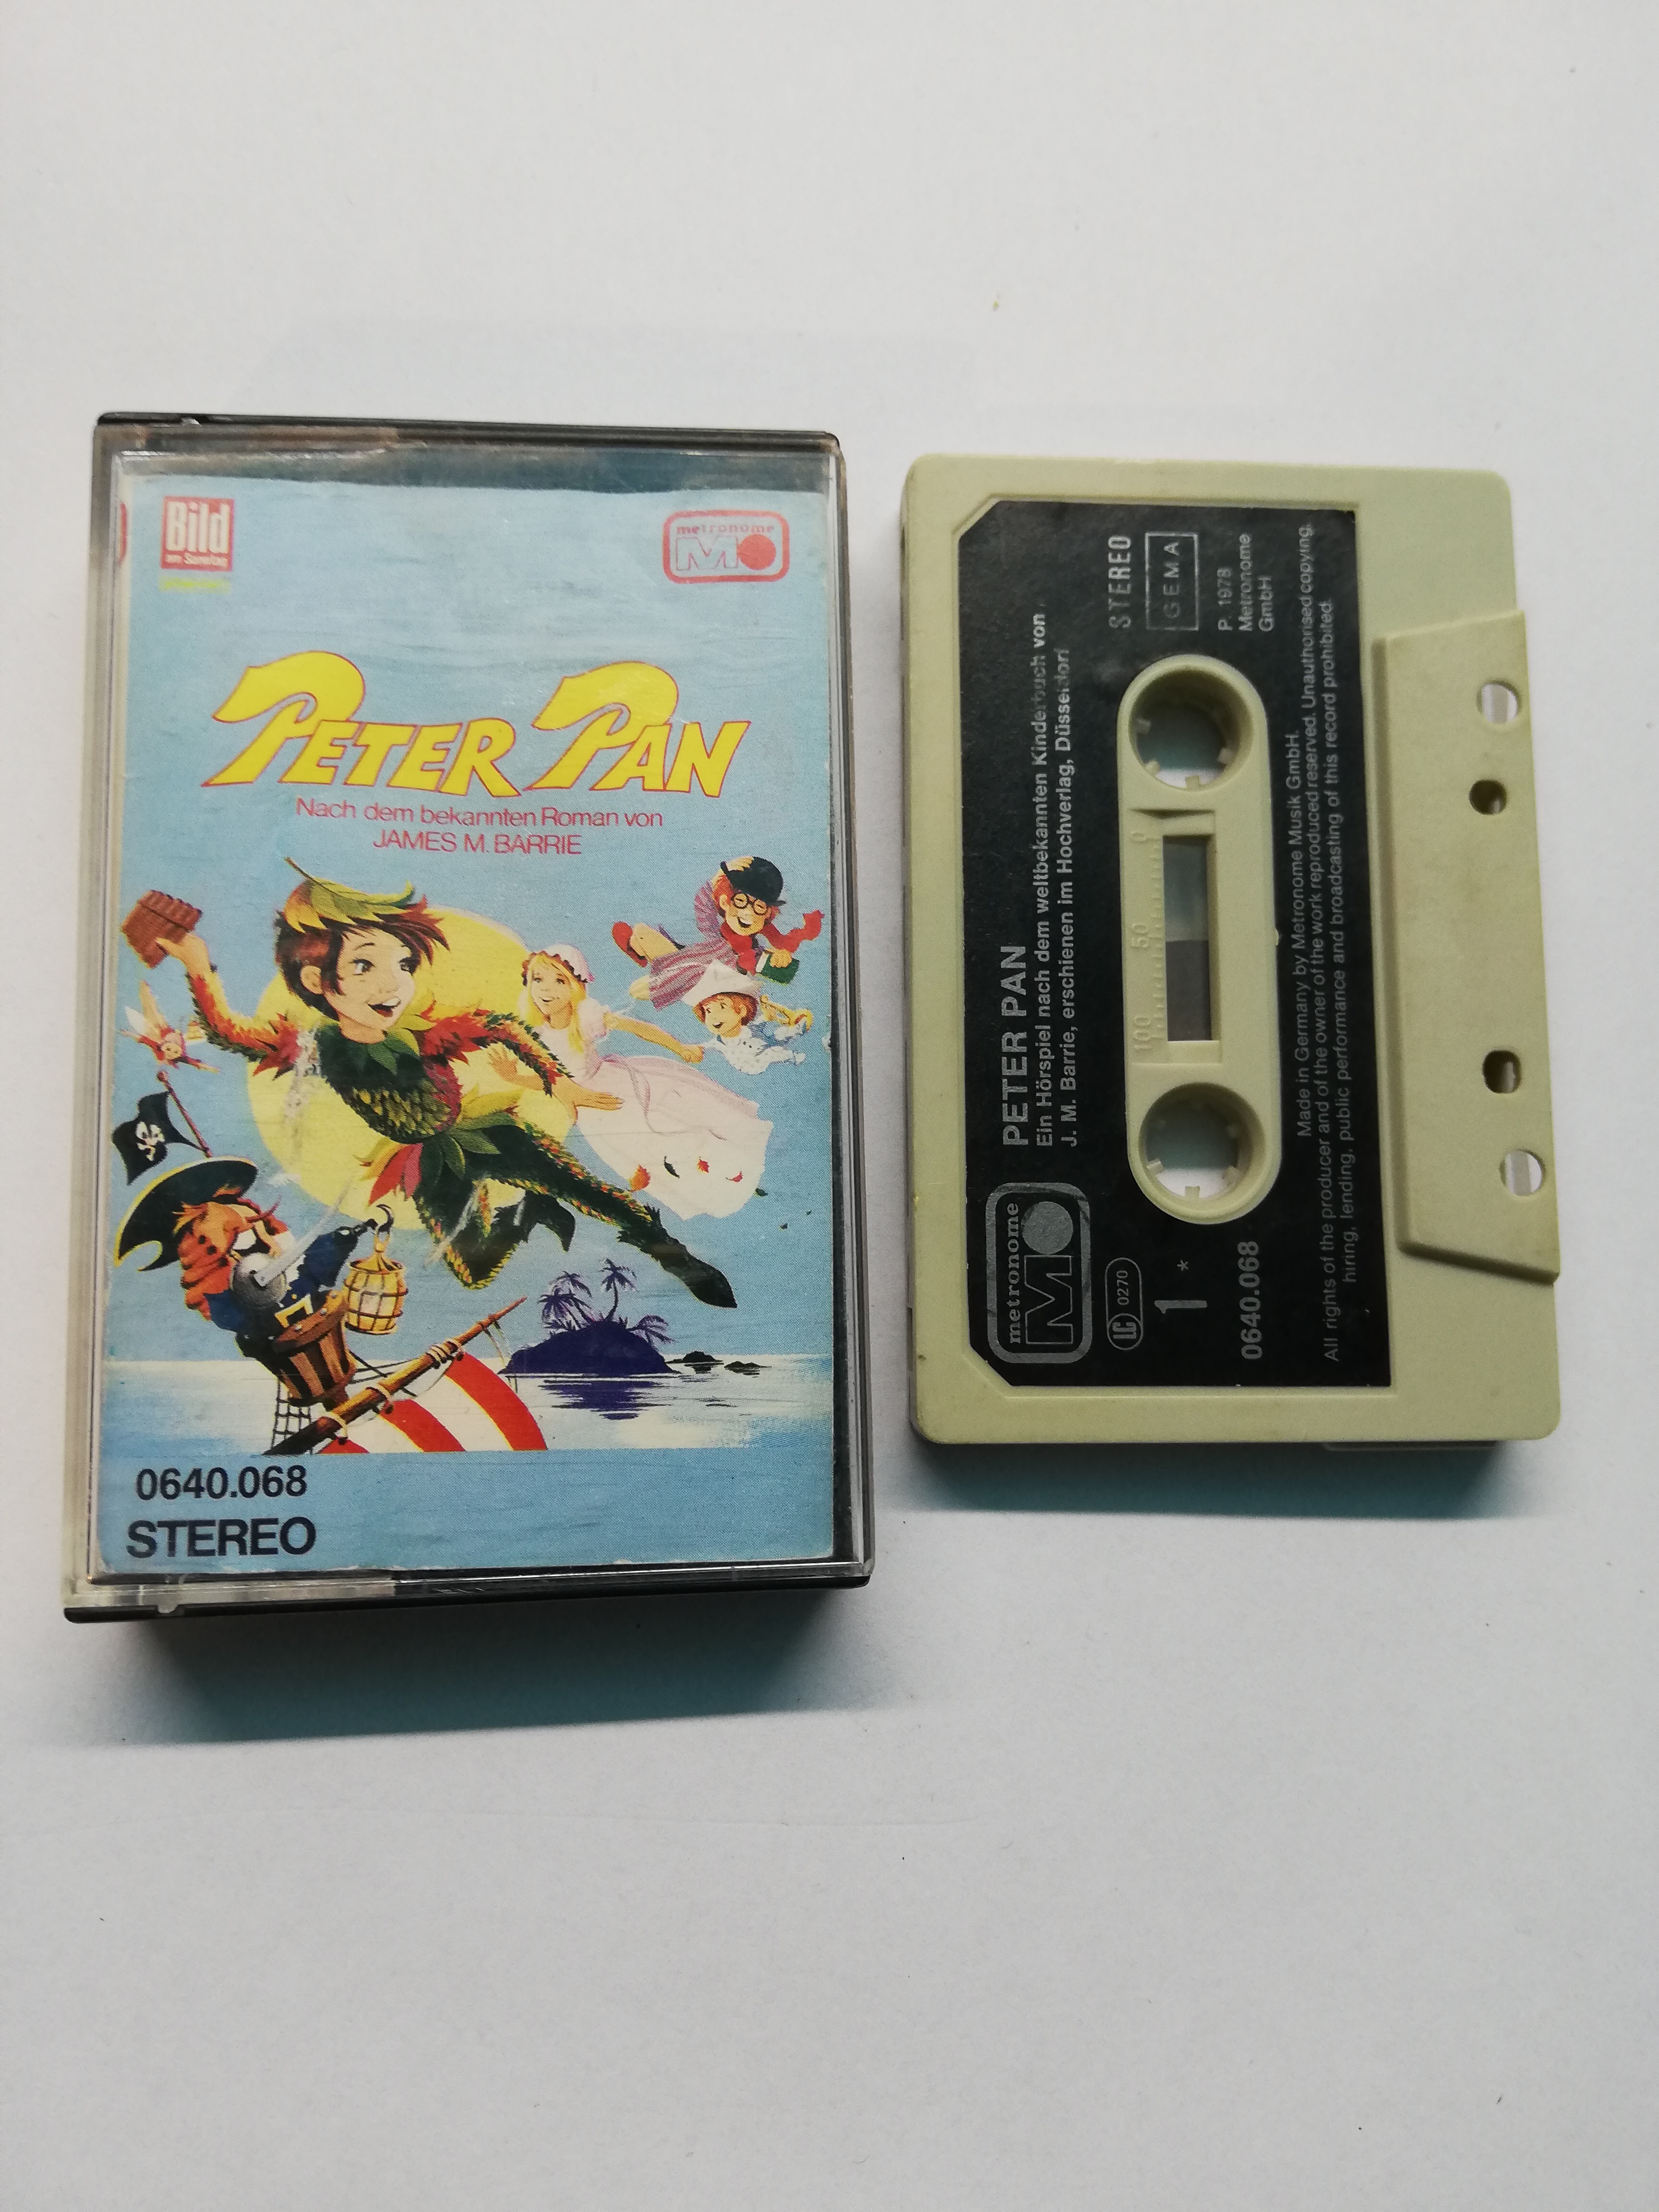 Bild
am Sonntag
metronome
PETER PAN
Nach dem bekannten Roman von
JAMES M. BARRIE
0640.068
STEREO
metronome
PETER PAN
Ein Hörspiel nach dem weltbekannten Kinderbuch von
J. M. Barrie, erschienen im Hochverlag, Düsseldorf
STEREO
GEMA
P. 1978
Metronome
GmbH
LC 0270
1
*
0640.068
100 50 0
Made in Germany by Metronome Musik GmbH.
All rights of the producer and of the owner of the work reproduced reserved. Unauthorised copying,
hiring, lending, public performance and broadcasting of this record prohibited.